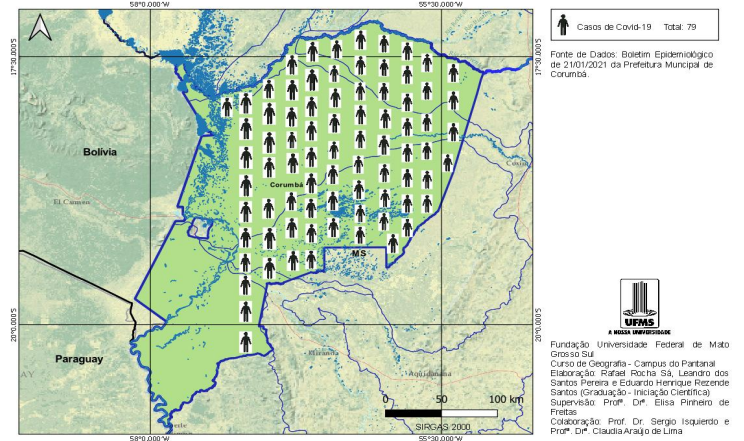 58°0.000'O
55°30.000'O
17°30.000'S
17°30.000'S
Bolívia
El Carmen
Corumbá
Coxim
MS
20°0.000'S
20°0.000'S
Paraguay
Miranda
Aquidauana
0 50 100 km
SIRGAS 2000
58°0.000'O
55°30.000'O
Casos de Covid-19 Total: 79
Fonte de Dados: Boletim Epidemiológico
de 21/01/2021 da Prefeitura Muncipal de
Corumbá.
UFMS
A NOSSA UNIVERSIDADE
Fundação Universidade Federal de Mato
Grosso Sul
Curso de Geografia - Campus do Pantanal
Elaboração: Rafael Rocha Sá, Leandro dos
Santos Pereira e Eduardo Henrique Rezende
Santos (Graduação - Iniciação Científica)
Supervisão: Profª. Drª. Elisa Pinheiro de
Freitas
Colaboração: Prof. Dr. Sergio Isquierdo e
Profª. Drª. Claudia Araújo de Lima